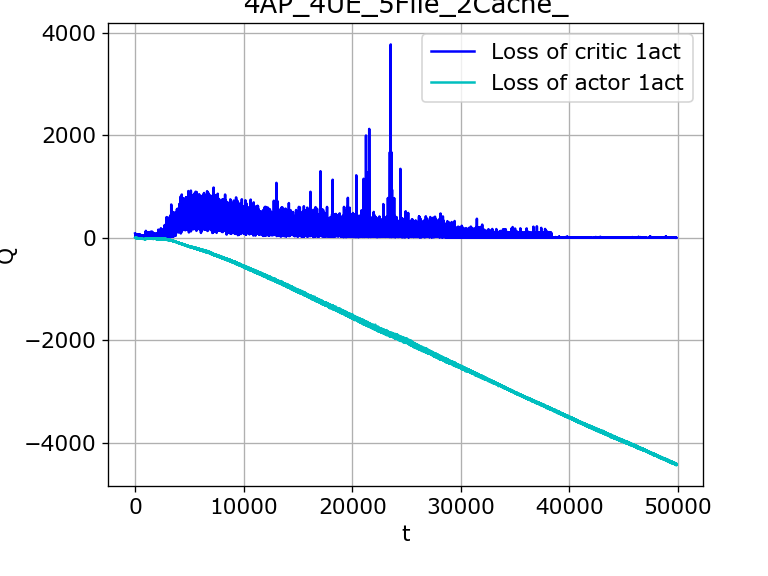 4AP_4UE_5File_2Cache_
Loss of critic 1act
Loss of actor 1act
4000
2000
0
−2000
−4000
Q
0 10000 20000 30000 40000 50000
t